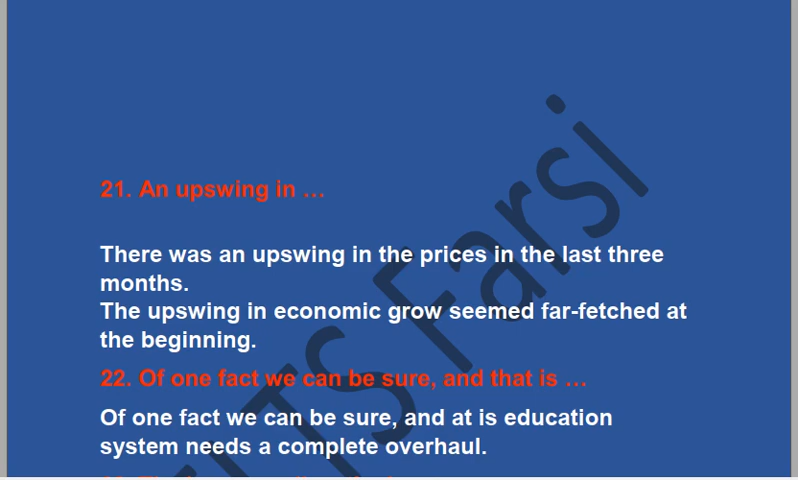 21. An upswing in …
There was an upswing in the prices in the last three
months.
The upswing in economic grow seemed far-fetched at
the beginning.
22. Of one fact we can be sure, and that is …
Of one fact we can be sure, and at is education
system needs a complete overhaul.
LTS Farsi